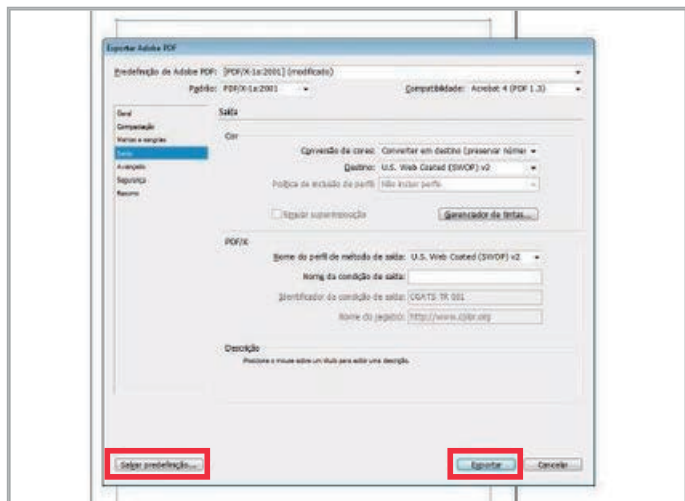 Exportar Adobe PDF
Predefinição de Adobe PDF: [PDF/X-1a:2001] (modificado)
Padrão: PDF/X-1a:2001 Compatibilidade: Acrobat 4 (PDF 1.3)
Geral
Compactação
Marcas e sangrias
Saída
Avançado
Segurança
Resumo
Saída
Cor
Conversão de cores: Converter em destino (preservar númer
Destino: U.S. Web Coated (SWOP) v2
Política de inclusão de perfil: Não incluir perfis
Simular superimpressão
Gerenciador de tintas...
PDF/X
Nome do perfil de método de saída: U.S. Web Coated (SWOP) v2
Nome da condição de saída:
Identificador da condição de saída: CGATS TR 001
Nome do registro: http://www.color.org
Descrição
Posicione o mouse sobre um título para exibir uma descrição.
Salvar predefinição... Exportar Cancelar